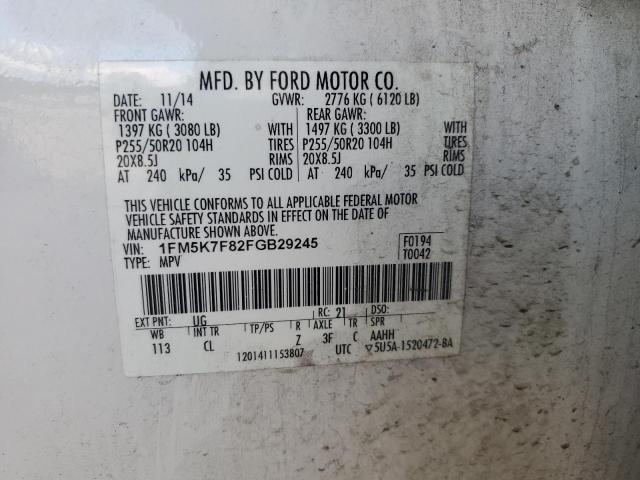 MFD. BY FORD MOTOR CO.
DATE: 11/14 GVWR: 2776 KG ( 6120 LB)
FRONT GAWR: REAR GAWR:
1397 KG ( 3080 LB) WITH 1497 KG ( 3300 LB) WITH
P255/50R20 104H TIRES P255/50R20 104H TIRES
20X8.5J RIMS 20X8.5J RIMS
AT 240 kPa/ 35 PSI COLD AT 240 kPa/ 35 PSI COLD
THIS VEHICLE CONFORMS TO ALL APPLICABLE FEDERAL MOTOR
VEHICLE SAFETY STANDARDS IN EFFECT ON THE DATE OF
MANUFACTURE SHOWN ABOVE.
VIN: 1FM5K7F82FGB29245 F0194
TYPE: MPV T0042
EXT PNT: UG RC: 21 DSO:
WB INT TR TP/PS R AXLE TR SPR
113 CL Z 3F C AAHH
1201411153807 UTC ▽5U5A-1520472-BA